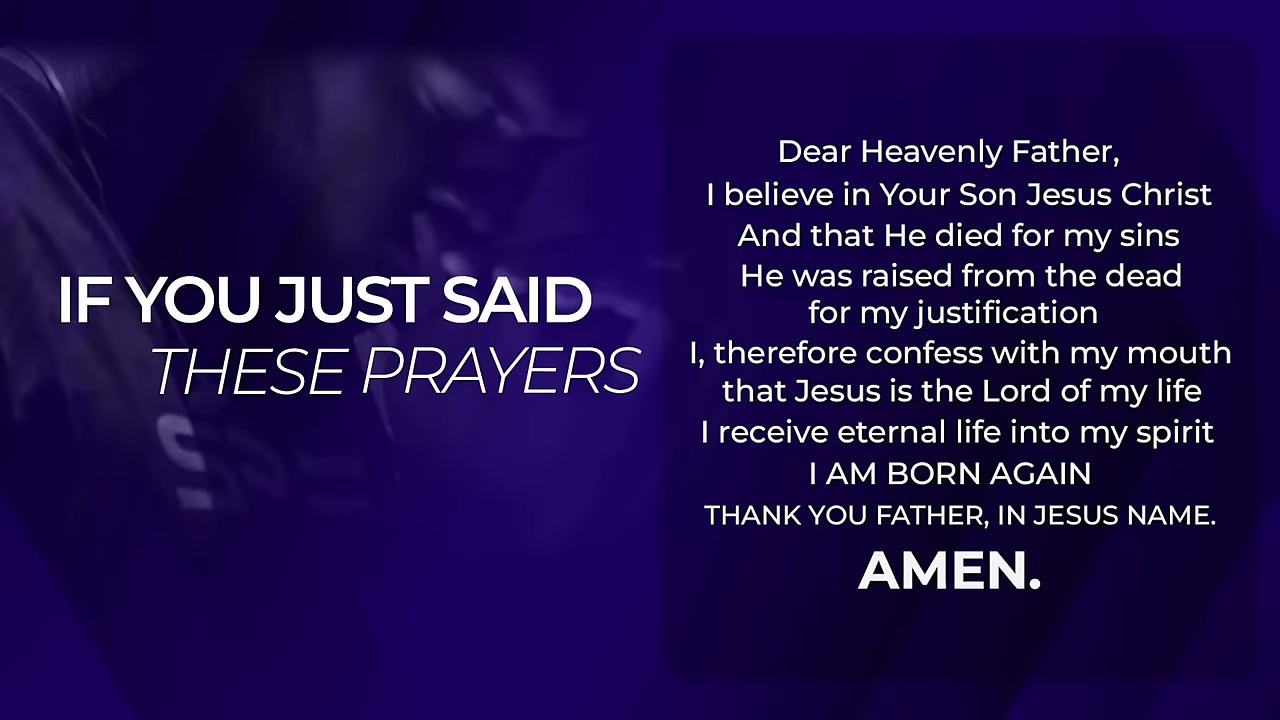 IF YOU JUST SAID
THESE PRAYERS
Dear Heavenly Father,
I believe in Your Son Jesus Christ
And that He died for my sins
He was raised from the dead
for my justification
I, therefore confess with my mouth
that Jesus is the Lord of my life
I receive eternal life into my spirit
I AM BORN AGAIN
THANK YOU FATHER, IN JESUS NAME.
AMEN.